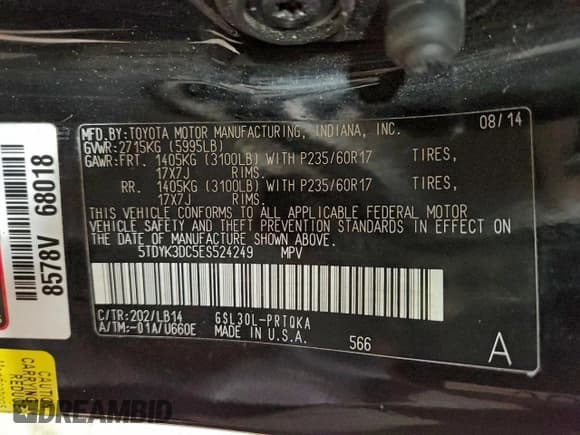 MFD.BY:TOYOTA MOTOR MANUFACTURING, INDIANA, INC. 08/14
GVWR:2715KG (5995LB)
GAWR:FRT. 1405KG (3100LB) WITH P235/60R17 TIRES,
17X7J RIMS.
RR. 1405KG (3100LB) WITH P235/60R17 TIRES,
17X7J RIMS.
THIS VEHICLE CONFORMS TO ALL APPLICABLE FEDERAL MOTOR
VEHICLE SAFETY AND THEFT PREVENTION STANDARDS IN EFFECT ON
THE DATE OF MANUFACTURE SHOWN ABOVE.
5TDYK3DC5ES524249 MPV
C/TR:202/LB14 GSL30L-PRTQKA
A/TM:-01A/U660E MADE IN U.S.A. 566 A
8578V 68018
DREAMBID